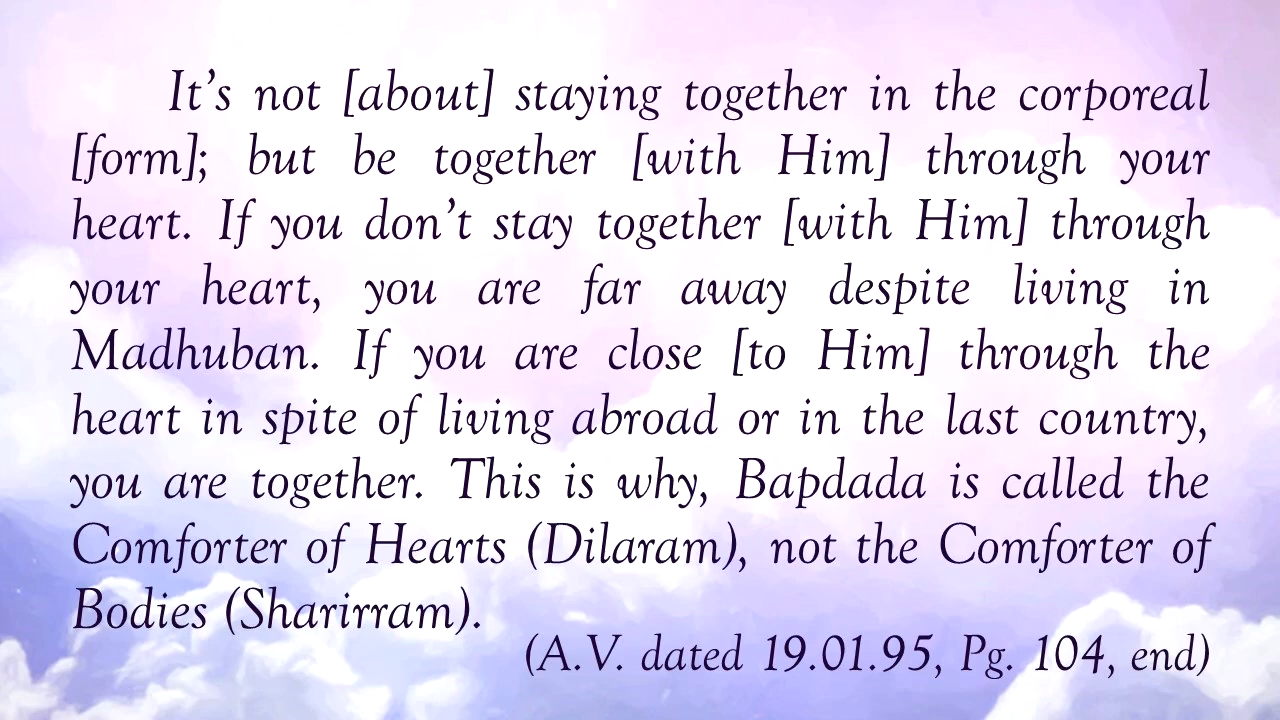 It’s not [about] staying together in the corporeal
[form]; but be together [with Him] through your
heart. If you don’t stay together [with Him] through
your heart, you are far away despite living in
Madhuban. If you are close [to Him] through the
heart in spite of living abroad or in the last country,
you are together. This is why, Bapdada is called the
Comforter of Hearts (Dilaram), not the Comforter of
Bodies (Sharirram).
(A.V. dated 19.01.95, Pg. 104, end)